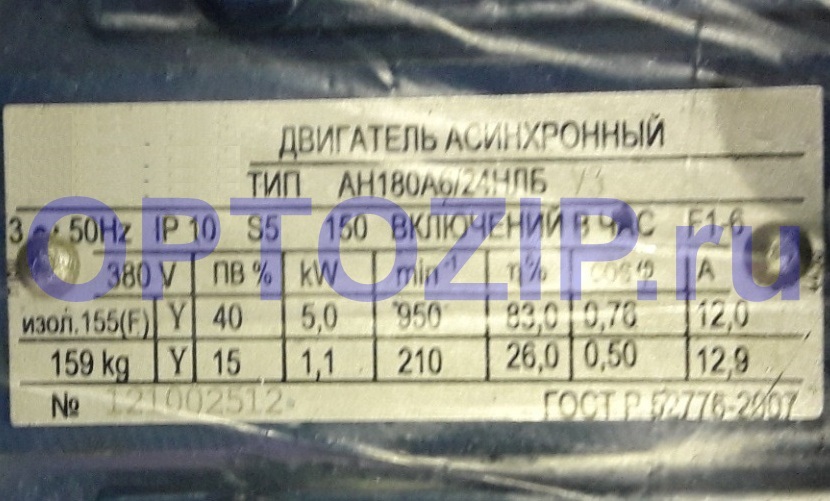 ДВИГАТЕЛЬ АСИНХРОННЫЙ
ТИП АН180А6/24НЛБ У3
3 ~ 50Hz IP 10 S5 150 ВКЛЮЧЕНИЙ В ЧАС F1-6
380 V ПВ % kW min⁻¹ η% cos φ A
изол.155(F) Y 40 5,0 950 83,0 0,78 12,0
159 kg Y 15 1,1 210 26,0 0,50 12,9
№ 121002512 ГОСТ Р 52776-2007
OPTOZIP.ru